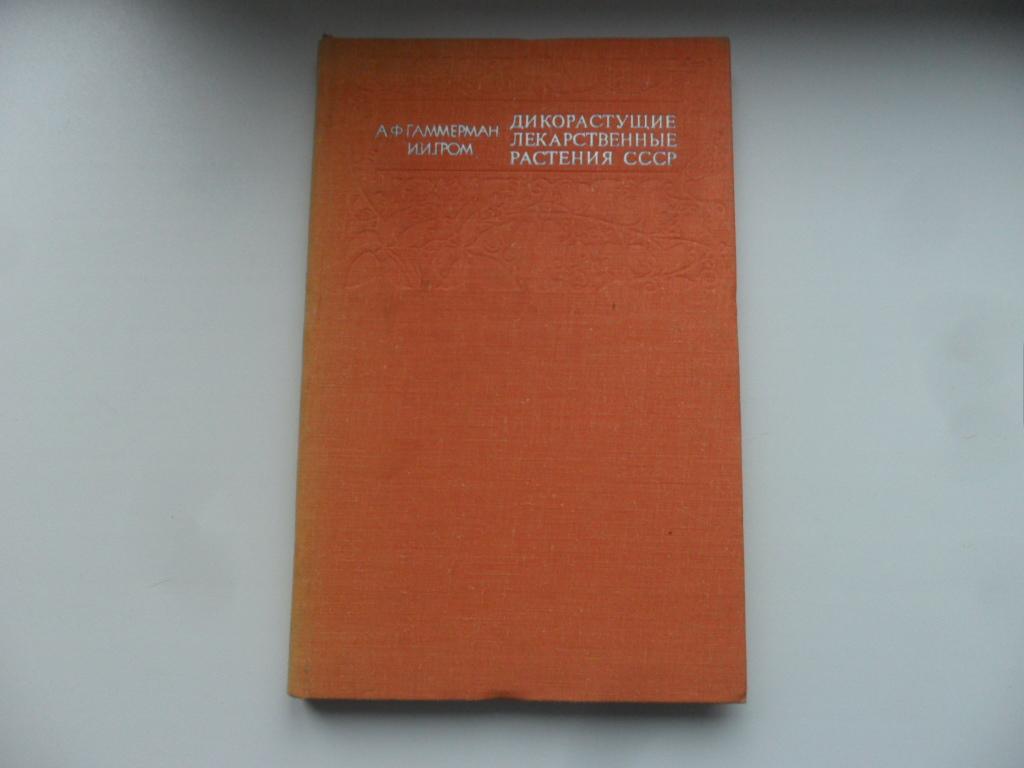 А.Ф.ГАММЕРМАН
И.И.ГРОМ
ДИКОРАСТУЩИЕ
ЛЕКАРСТВЕННЫЕ
РАСТЕНИЯ СССР